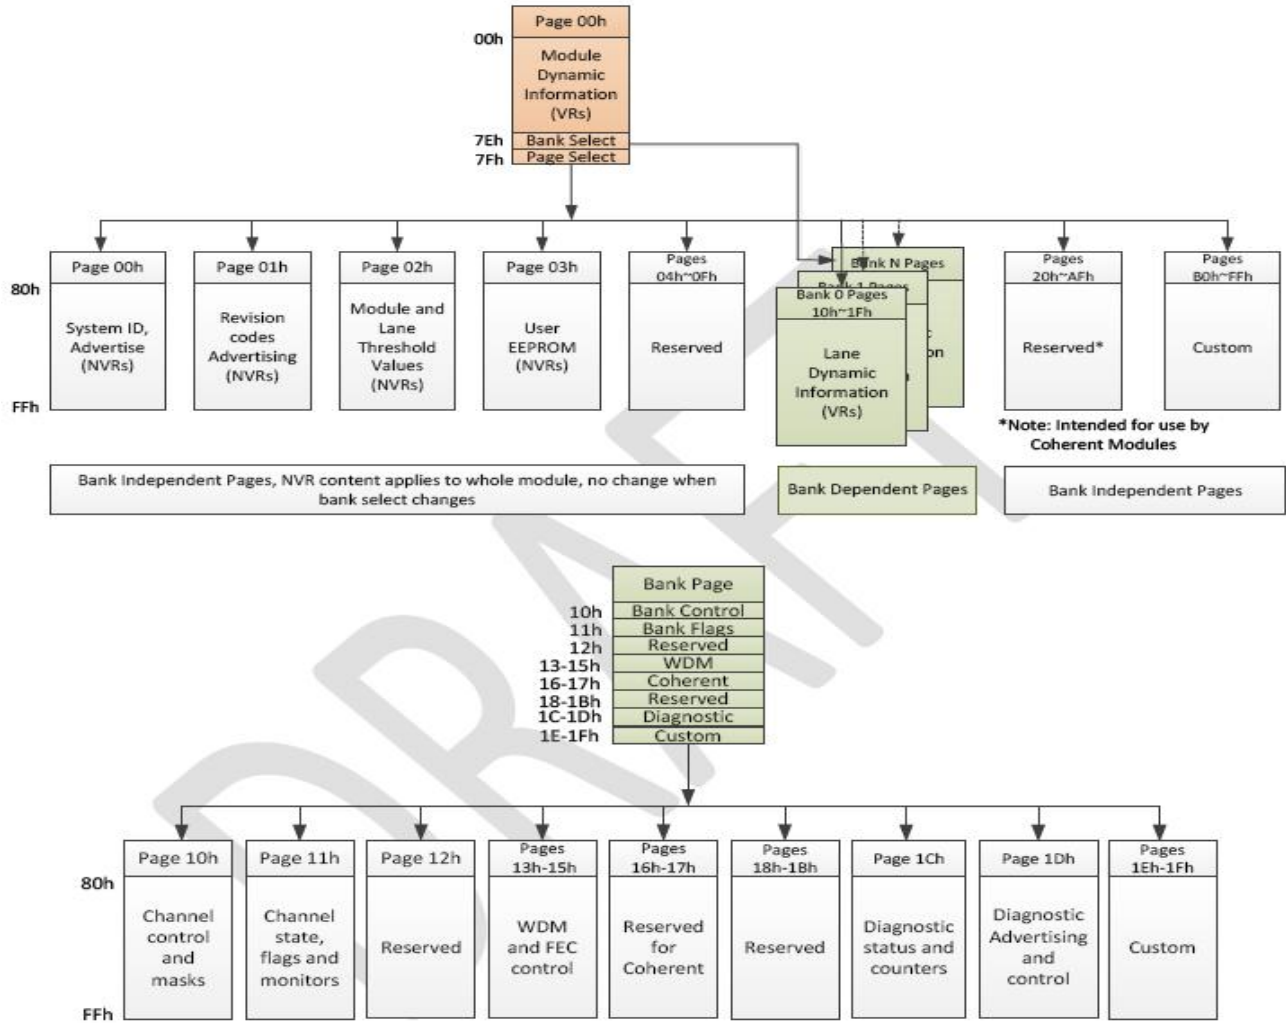 Page 00h
00h
Module
Dynamic
Information
(VRs)
7Eh
Bank Select
7Fh
Page Select
80h
FFh
Page 00h
System ID,
Advertise
(NVRs)
Page 01h
Revision
codes
Advertising
(NVRs)
Page 02h
Module and
Lane
Threshold
Values
(NVRs)
Page 03h
User
EEPROM
(NVRs)
Pages
04h~0Fh
Reserved
Bank N Pages
Bank 1 Pages
Bank 0 Pages
10h~1Fh
Lane
Dynamic
Information
(VRs)
Pages
20h~AFh
Reserved*
Pages
B0h~FFh
Custom
*Note: Intended for use by
Coherent Modules
Bank Independent Pages, NVR content applies to whole module, no change when
bank select changes
Bank Dependent Pages
Bank Independent Pages
DRAFT
Bank Page
10h
Bank Control
11h
Bank Flags
12h
Reserved
13-15h
WDM
16-17h
Coherent
18-1Bh
Reserved
1C-1Dh
Diagnostic
1E-1Fh
Custom
80h
FFh
Page 10h
Channel
control
and
masks
Page 11h
Channel
state,
flags and
monitors
Page 12h
Reserved
Pages
13h-15h
WDM
and FEC
control
Pages
16h-17h
Reserved
for
Coherent
Pages
18h-1Bh
Reserved
Page 1Ch
Diagnostic
status and
counters
Page 1Dh
Diagnostic
Advertising
and
control
Pages
1Eh-1Fh
Custom